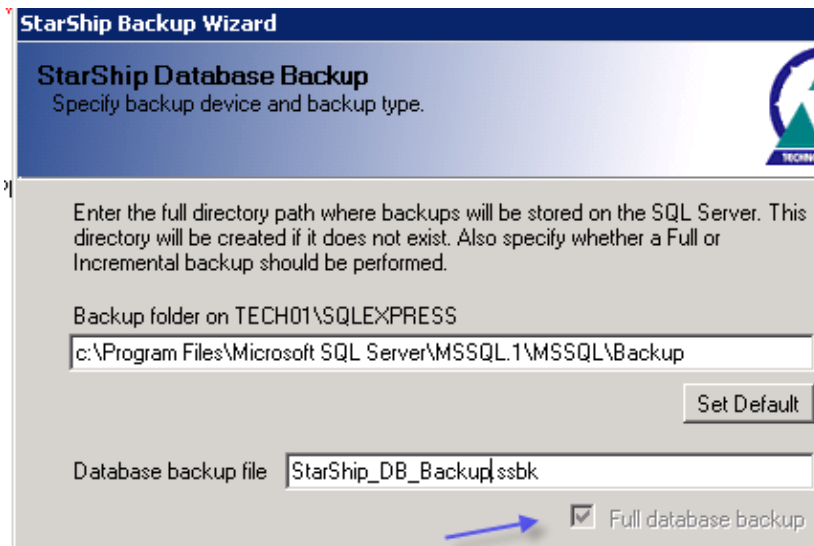 StarShip Backup Wizard
StarShip Database Backup
Specify backup device and backup type.
Enter the full directory path where backups will be stored on the SQL Server. This
directory will be created if it does not exist. Also specify whether a Full or
Incremental backup should be performed.
Backup folder on TECH01\SQLEXPRESS
c:\Program Files\Microsoft SQL Server\MSSQL.1\MSSQL\Backup
Set Default
Database backup file StarShip_DB_Backup.ssbk
Full database backup